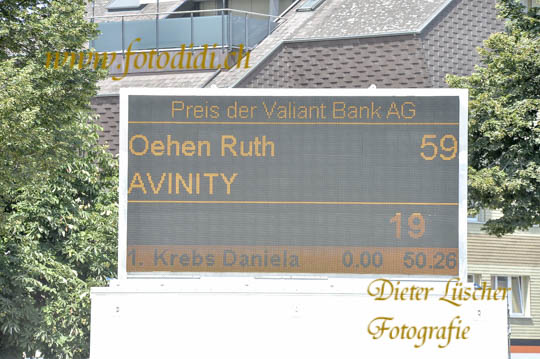 www.fotodidi.ch
Preis der Valiant Bank AG
Oehen Ruth 59
AVINITY
19
1. Krebs Daniela 0.00 50.26
Dieter Lüscher
Fotografie